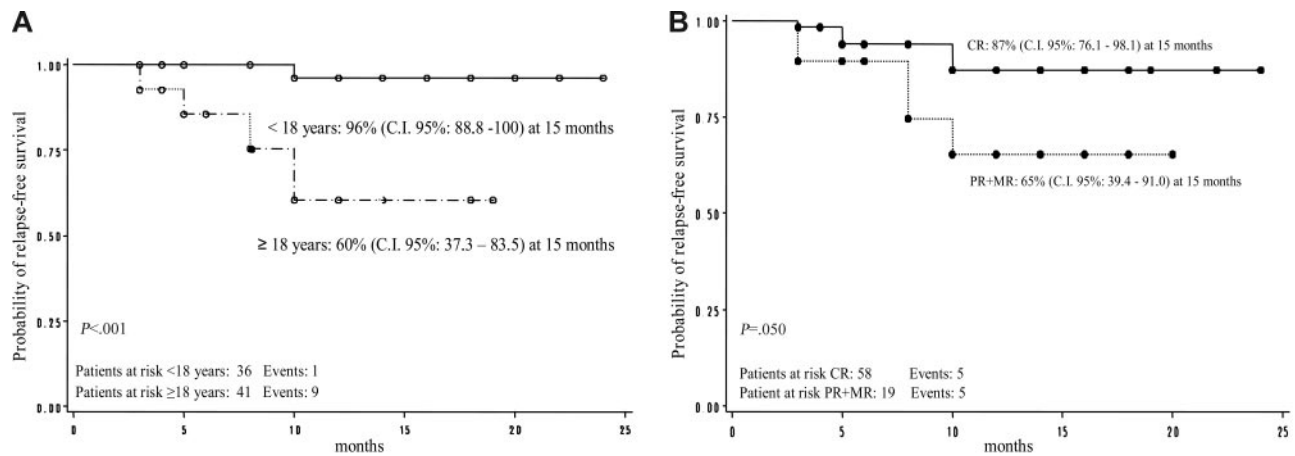 A
Probability of relapse-free survival
1.00
0.75
0.50
0.25
0.00
< 18 years: 96% (C.I. 95%: 88.8 -100) at 15 months
≥ 18 years: 60% (C.I. 95%: 37.3 – 83.5) at 15 months
P<.001
Patients at risk <18 years: 36 Events: 1
Patients at risk ≥18 years: 41 Events: 9
0 5 10 15 20 25
months
B
Probability of relapse-free survival
1.00
0.75
0.50
0.25
0.00
CR: 87% (C.I. 95%: 76.1 - 98.1) at 15 months
PR+MR: 65% (C.I. 95%: 39.4 - 91.0) at 15 months
P=.050
Patients at risk CR: 58 Events: 5
Patient at risk PR+MR: 19 Events: 5
0 5 10 15 20 25
months